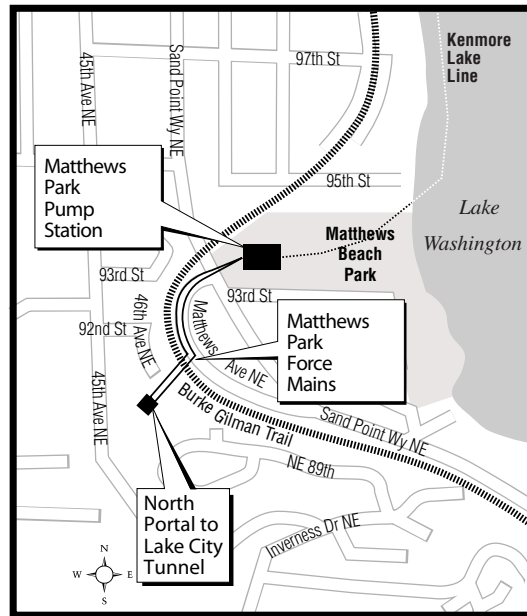 Kenmore
Lake
Line
45th Ave NE
Sand Point Wy NE
97th St
Matthews
Park
Pump
Station
95th St
Lake
Washington
Matthews
Beach
Park
93rd St
93rd St
46th Ave NE
92nd St
Matthews Ave NE
Matthews
Park
Force
Mains
45th Ave NE
Burke Gilman Trail
Sand Point Wy NE
NE 89th
North
Portal to
Lake City
Tunnel
Inverness Dr NE
N
W E
S